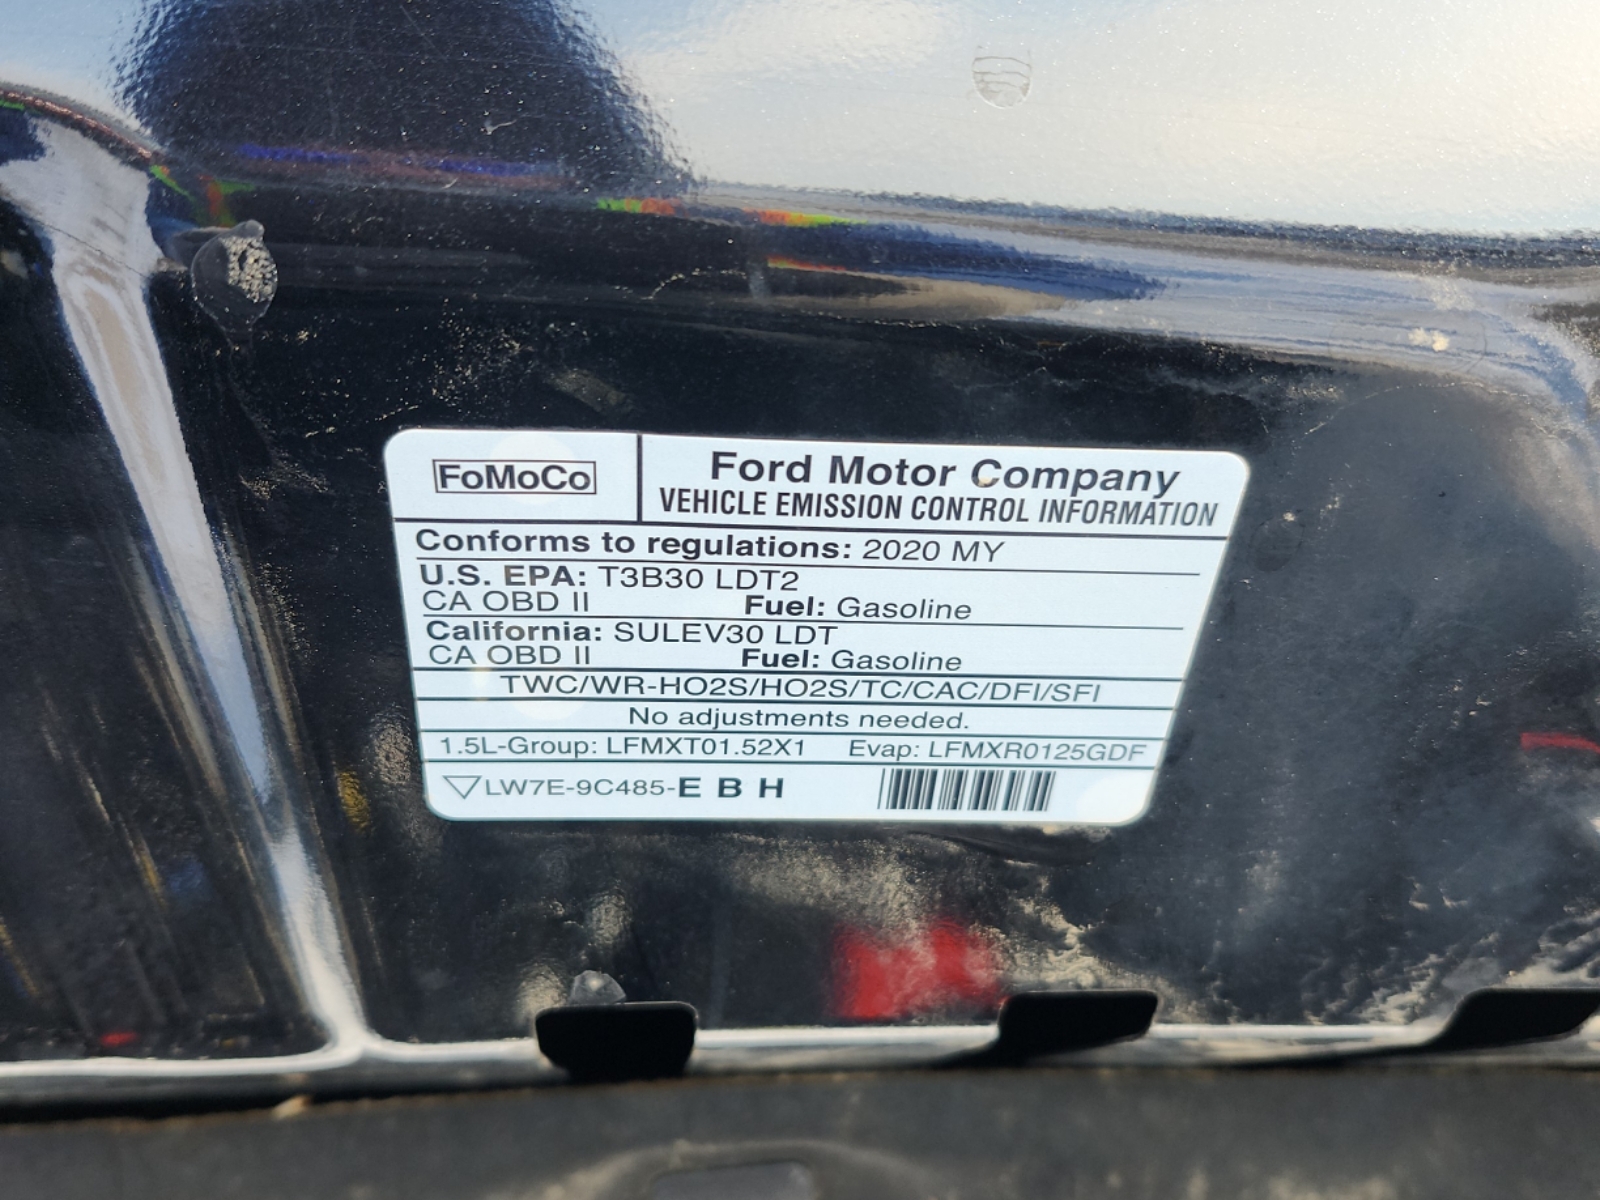 FoMoCo
Ford Motor Company
VEHICLE EMISSION CONTROL INFORMATION
Conforms to regulations: 2020 MY
U.S. EPA: T3B30 LDT2
CA OBD II Fuel: Gasoline
California: SULEV30 LDT
CA OBD II Fuel: Gasoline
TWC/WR-HO2S/HO2S/TC/CAC/DFI/SFI
No adjustments needed.
1.5L-Group: LFMXT01.52X1 Evap: LFMXR0125GDF
LW7E-9C485-E B H